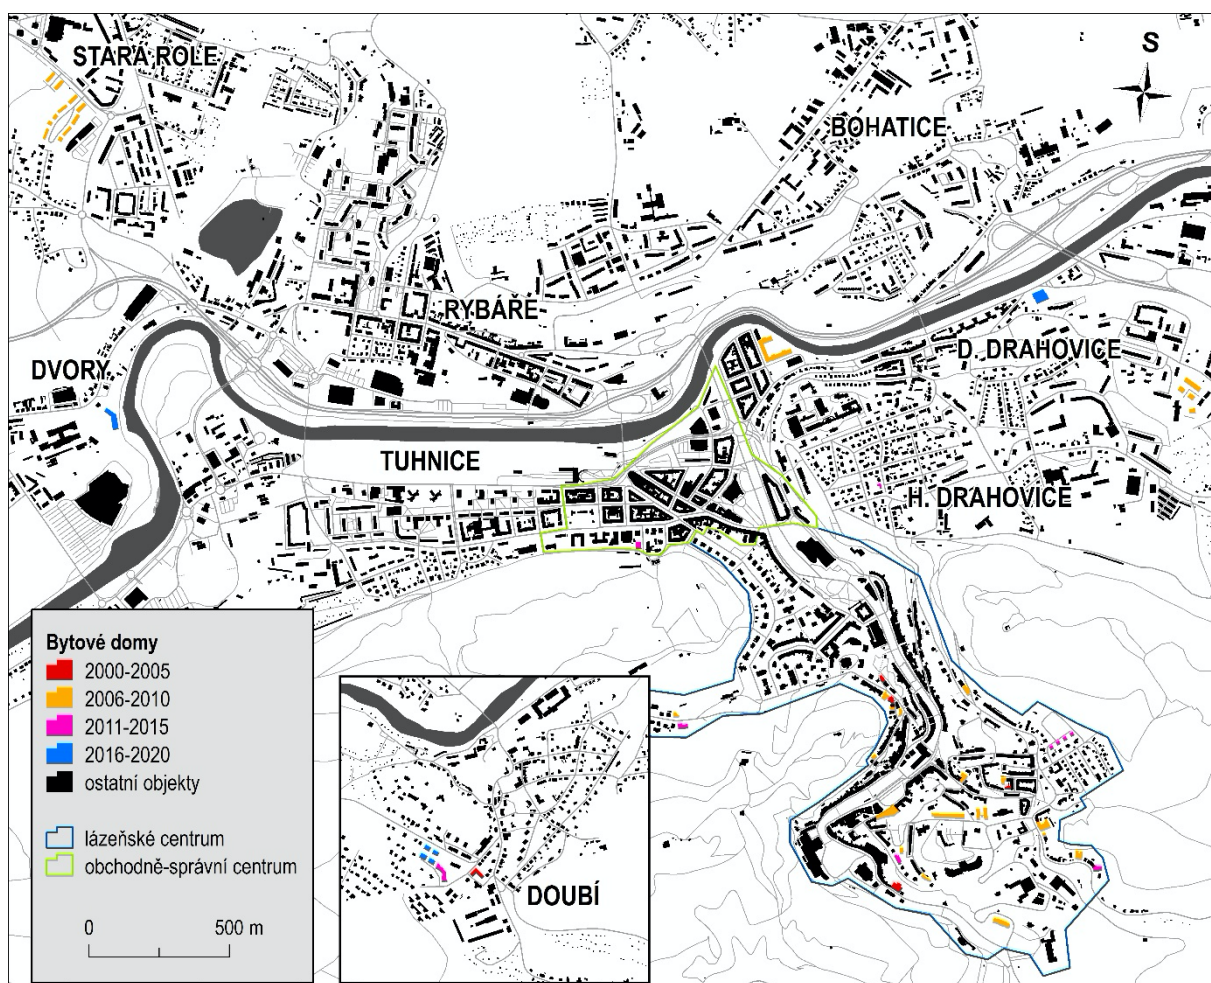 STARÁ ROLE
S
BOHATICE
RYBÁŘE
DVORY
D. DRAHOVICE
TUHNICE
H. DRAHOVICE
Bytové domy
2000-2005
2006-2010
2011-2015
2016-2020
ostatní objekty
lázeňské centrum
obchodně-správní centrum
0 500 m
DOUBÍ